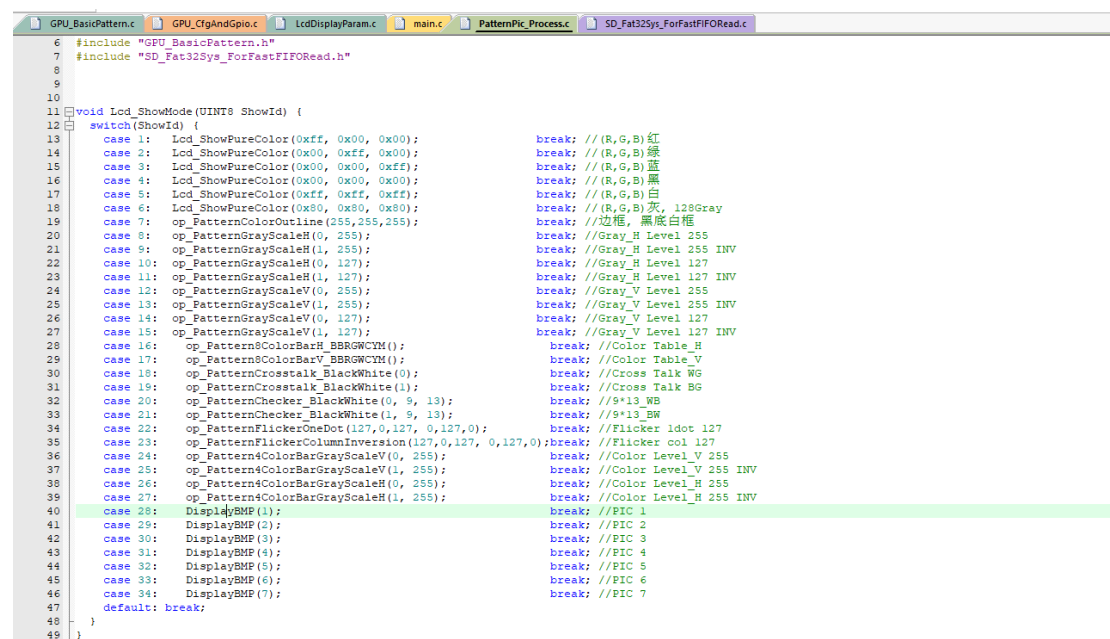 GPU_BasicPattern.c GPU_CfgAndGpio.c LcdDisplayParam.c main.c PatternPic_Process.c SD_Fat32Sys_ForFastFIFORead.c
6 #include "GPU_BasicPattern.h"
7 #include "SD_Fat32Sys_ForFastFIFORead.h"
8
9
10
11 void Lcd_ShowMode(UINT8 ShowId) {
12 switch(ShowId) {
13 case 1: Lcd_ShowPureColor(0xff, 0x00, 0x00); break; //(R,G,B)红
14 case 2: Lcd_ShowPureColor(0x00, 0xff, 0x00); break; //(R,G,B)绿
15 case 3: Lcd_ShowPureColor(0x00, 0x00, 0xff); break; //(R,G,B)蓝
16 case 4: Lcd_ShowPureColor(0x00, 0x00, 0x00); break; //(R,G,B)黑
17 case 5: Lcd_ShowPureColor(0xff, 0xff, 0xff); break; //(R,G,B)白
18 case 6: Lcd_ShowPureColor(0x80, 0x80, 0x80); break; //(R,G,B)灰, 128Gray
19 case 7: op_PatternColorOutline(255,255,255); break; //边框, 黑底白框
20 case 8: op_PatternGrayScaleH(0, 255); break; //Gray_H Level 255
21 case 9: op_PatternGrayScaleH(1, 255); break; //Gray_H Level 255 INV
22 case 10: op_PatternGrayScaleH(0, 127); break; //Gray_H Level 127
23 case 11: op_PatternGrayScaleH(1, 127); break; //Gray_H Level 127 INV
24 case 12: op_PatternGrayScaleV(0, 255); break; //Gray_V Level 255
25 case 13: op_PatternGrayScaleV(1, 255); break; //Gray_V Level 255 INV
26 case 14: op_PatternGrayScaleV(0, 127); break; //Gray_V Level 127
27 case 15: op_PatternGrayScaleV(1, 127); break; //Gray_V Level 127 INV
28 case 16: op_Pattern8ColorBarH_BBRGWCYM(); break; //Color Table_H
29 case 17: op_Pattern8ColorBarV_BBRGWCYM(); break; //Color Table_V
30 case 18: op_PatternCrosstalk_BlackWhite(0); break; //Cross Talk WG
31 case 19: op_PatternCrosstalk_BlackWhite(1); break; //Cross Talk BG
32 case 20: op_PatternChecker_BlackWhite(0, 9, 13); break; //9*13_WB
33 case 21: op_PatternChecker_BlackWhite(1, 9, 13); break; //9*13_BW
34 case 22: op_PatternFlickerOneDot(127,0,127, 0,127,0); break; //Flicker 1dot 127
35 case 23: op_PatternFlickerColumnInversion(127,0,127, 0,127,0);break; //Flicker col 127
36 case 24: op_Pattern4ColorBarGrayScaleV(0, 255); break; //Color Level_V 255
37 case 25: op_Pattern4ColorBarGrayScaleV(1, 255); break; //Color Level_V 255 INV
38 case 26: op_Pattern4ColorBarGrayScaleH(0, 255); break; //Color Level_H 255
39 case 27: op_Pattern4ColorBarGrayScaleH(1, 255); break; //Color Level_H 255 INV
40 case 28: DisplayBMP(1); break; //PIC 1
41 case 29: DisplayBMP(2); break; //PIC 2
42 case 30: DisplayBMP(3); break; //PIC 3
43 case 31: DisplayBMP(4); break; //PIC 4
44 case 32: DisplayBMP(5); break; //PIC 5
45 case 33: DisplayBMP(6); break; //PIC 6
46 case 34: DisplayBMP(7); break; //PIC 7
47 default: break;
48 }
49 }